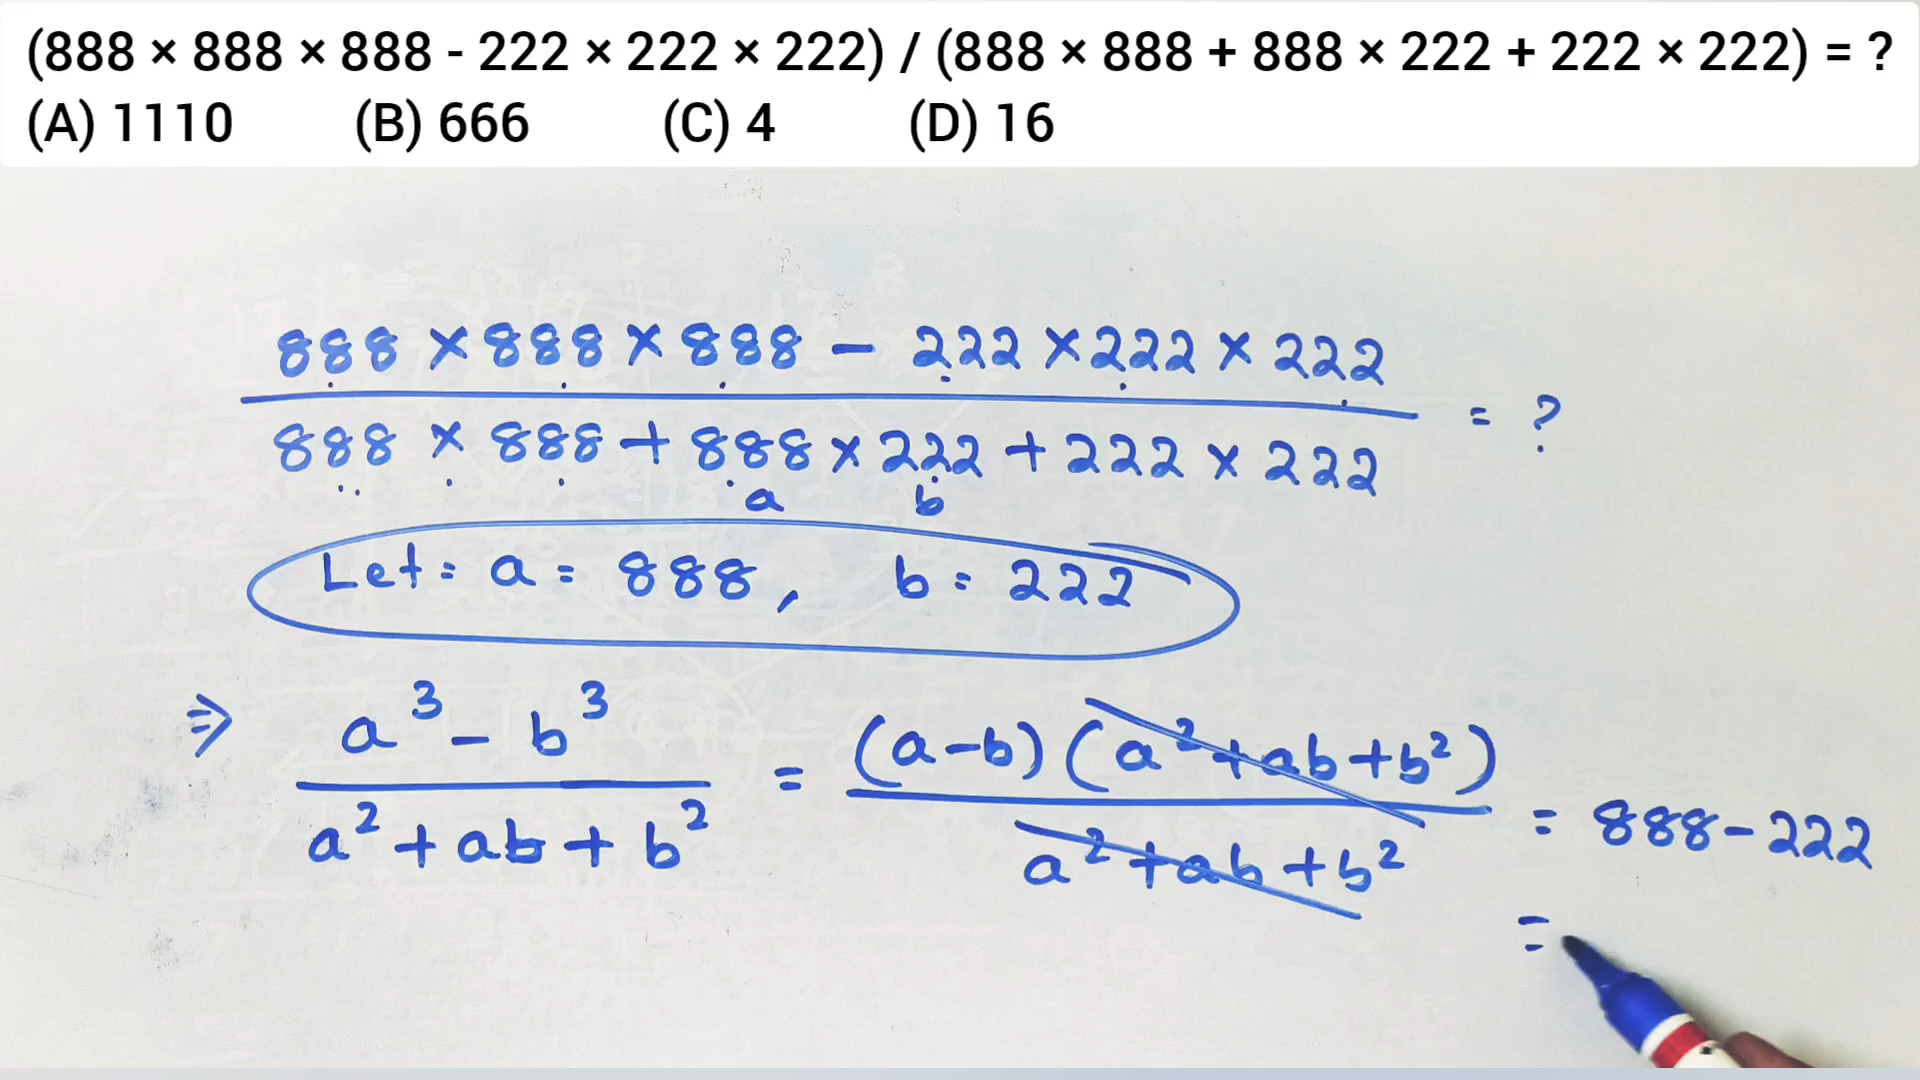 (888 × 888 × 888 - 222 × 222 × 222) / (888 × 888 + 888 × 222 + 222 × 222) = ?
(A) 1110 (B) 666 (C) 4 (D) 16
888 × 888 × 888 - 222 × 222 × 222
= ?
888 × 888 + 888 × 222 + 222 × 222
a b
Let = a = 888, b = 222
⇒ a³ - b³ / a² + ab + b² = (a-b) (a²+ab+b²) / a²+ab+b² = 888-222
=